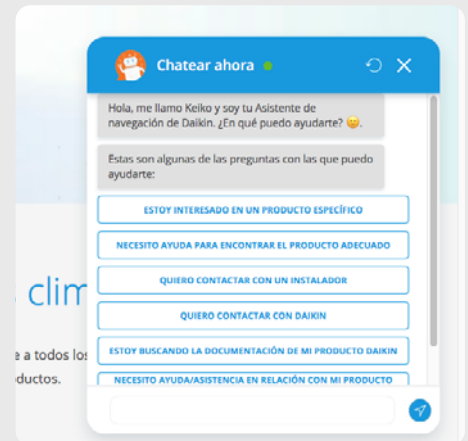 Chatear ahora
Hola, me llamo Keiko y soy tu Asistente de
navegación de Daikin. ¿En qué puedo ayudarte? 😀.
Estas son algunas de las preguntas con las que puedo
ayudarte:
ESTOY INTERESADO EN UN PRODUCTO ESPECÍFICO
NECESITO AYUDA PARA ENCONTRAR EL PRODUCTO ADECUADO
QUIERO CONTACTAR CON UN INSTALADOR
QUIERO CONTACTAR CON DAIKIN
ESTOY BUSCANDO LA DOCUMENTACIÓN DE MI PRODUCTO DAIKIN
NECESITO AYUDA/ASISTENCIA EN RELACIÓN CON MI PRODUCTO
s clim
e a todos los
ductos.